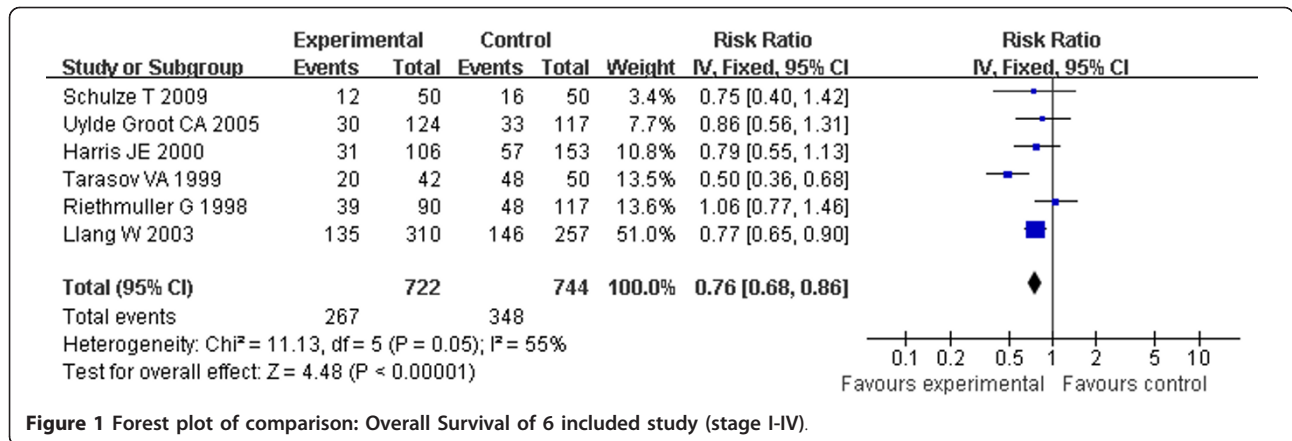 Experimental Control Risk Ratio Risk Ratio
Study or Subgroup Events Total Events Total Weight IV, Fixed, 95% CI IV, Fixed, 95% CI
Schulze T 2009 12 50 16 50 3.4% 0.75 [0.40, 1.42]
Uylde Groot CA 2005 30 124 33 117 7.7% 0.86 [0.56, 1.31]
Harris JE 2000 31 106 57 153 10.8% 0.79 [0.55, 1.13]
Tarasov VA 1999 20 42 48 50 13.5% 0.50 [0.36, 0.68]
Riethmuller G 1998 39 90 48 117 13.6% 1.06 [0.77, 1.46]
LIang W 2003 135 310 146 257 51.0% 0.77 [0.65, 0.90]
Total (95% CI) 722 744 100.0% 0.76 [0.68, 0.86]
Total events 267 348
Heterogeneity: Chi² = 11.13, df = 5 (P = 0.05); I² = 55%
Test for overall effect: Z = 4.48 (P < 0.00001)
0.1 0.2 0.5 1 2 5 10
Favours experimental Favours control
Figure 1 Forest plot of comparison: Overall Survival of 6 included study (stage I-IV).